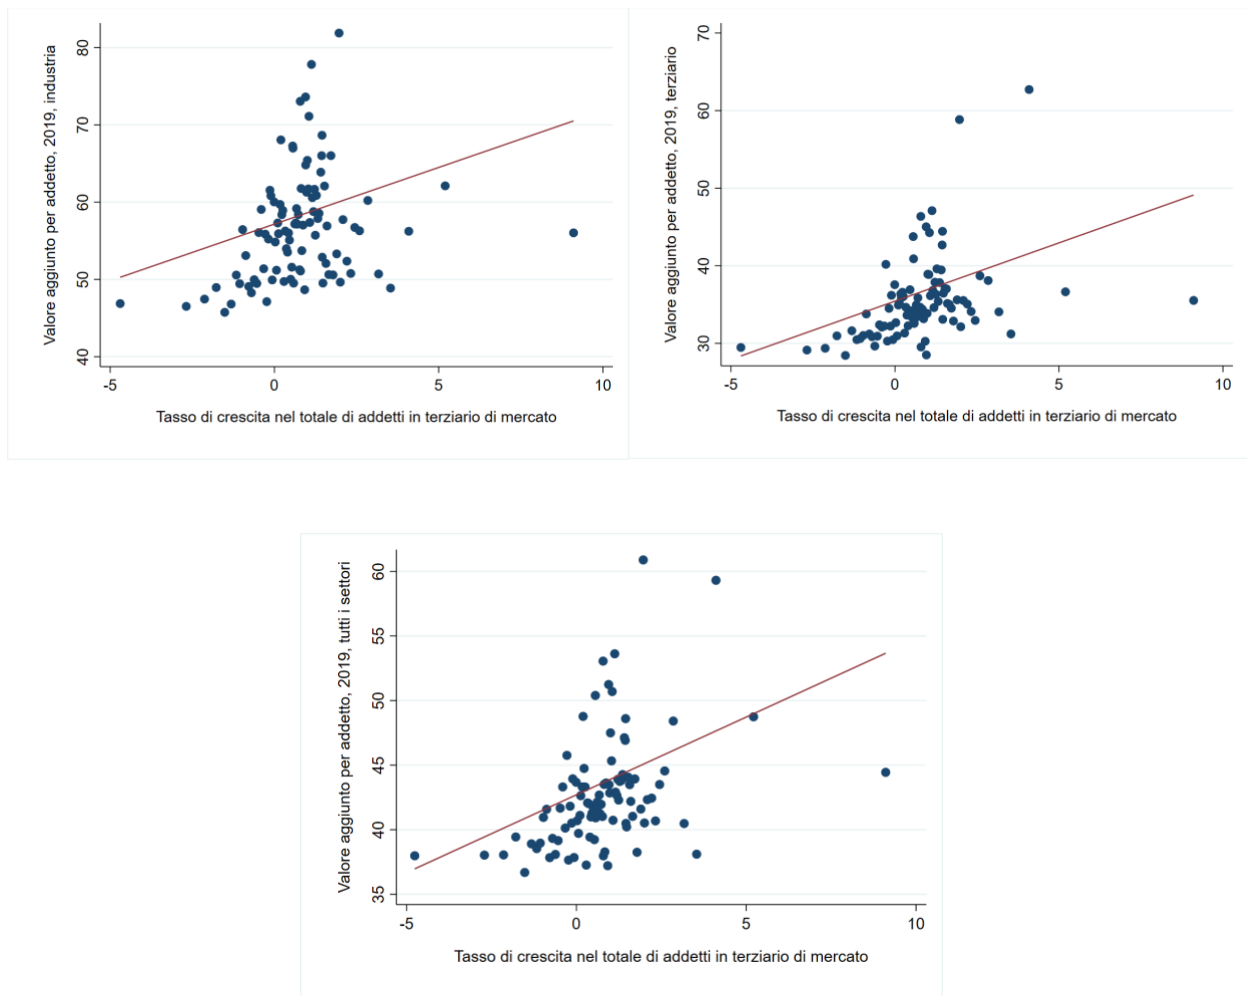 Valore aggiunto per addetto, 2019, industria
80
70
60
50
40
-5 0 5 10
Tasso di crescita nel totale di addetti in terziario di mercato
Valore aggiunto per addetto, 2019, terziario
70
60
50
40
30
-5 0 5 10
Tasso di crescita nel totale di addetti in terziario di mercato
Valore aggiunto per addetto, 2019, tutti i settori
60
55
50
45
40
35
-5 0 5 10
Tasso di crescita nel totale di addetti in terziario di mercato